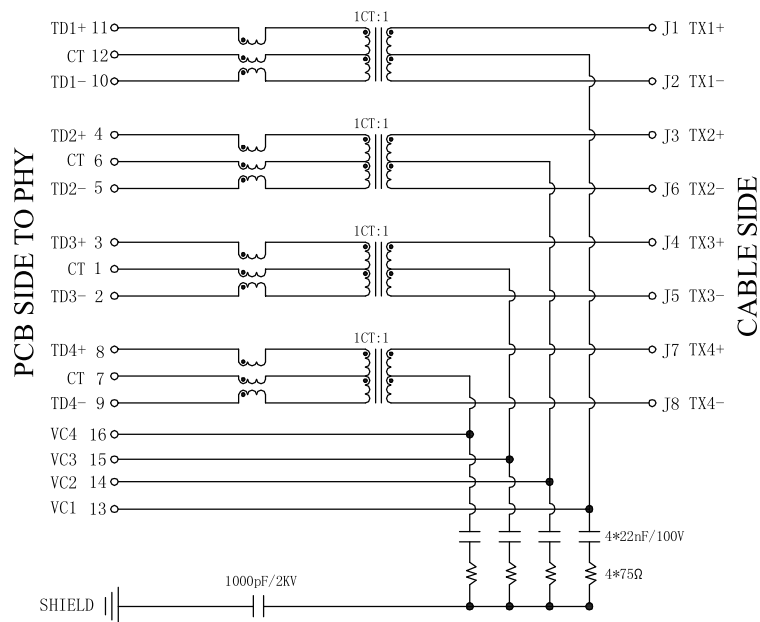 1CT:1
TD1+ 11
J1 TX1+
CT 12
TD1- 10
J2 TX1-
1CT:1
TD2+ 4
J3 TX2+
CT 6
TD2- 5
J6 TX2-
1CT:1
TD3+ 3
J4 TX3+
CT 1
TD3- 2
J5 TX3-
1CT:1
TD4+ 8
J7 TX4+
CT 7
TD4- 9
J8 TX4-
PCB SIDE TO PHY
CABLE SIDE
VC4 16
VC3 15
VC2 14
VC1 13
4*22nF/100V
4*75Ω
1000pF/2KV
SHIELD